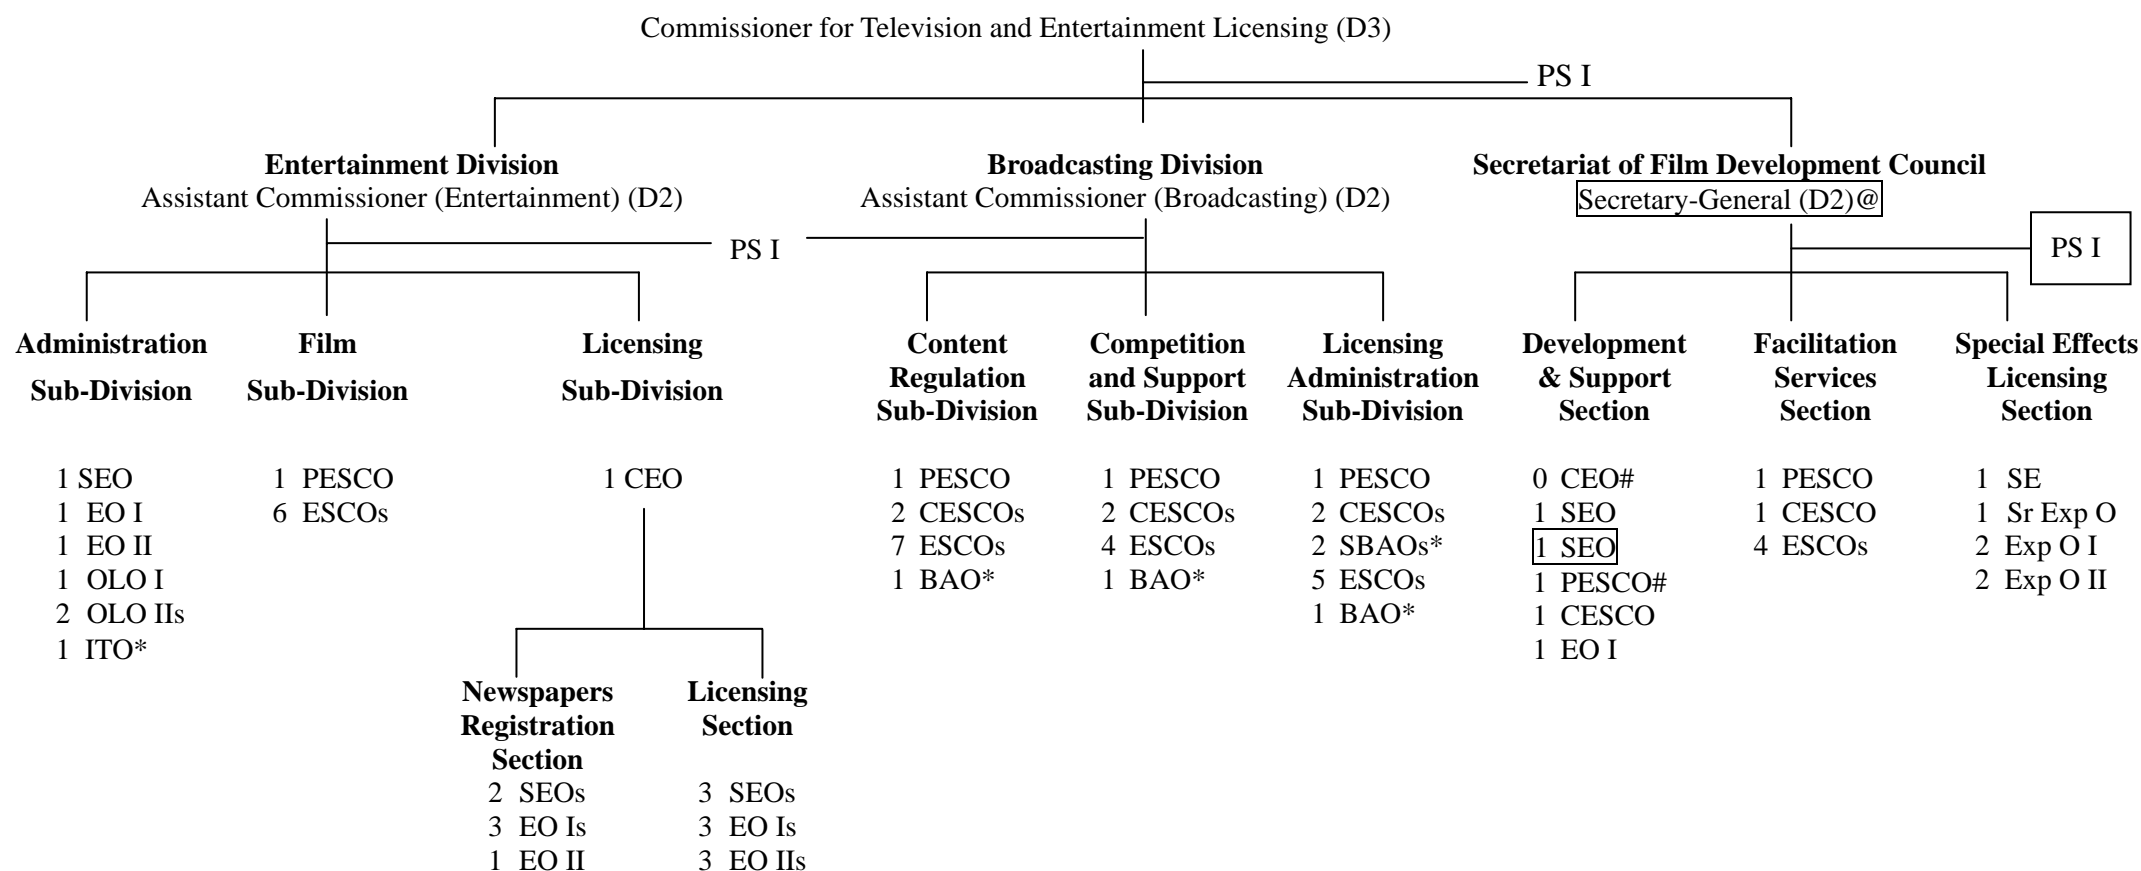 Commissioner for Television and Entertainment Licensing (D3)
PS I
Entertainment Division
Assistant Commissioner (Entertainment) (D2)
Broadcasting Division
Assistant Commissioner (Broadcasting) (D2)
Secretariat of Film Development Council
Secretary-General (D2)@
PS I
PS I
Administration
Sub-Division
1 SEO
1 EO I
1 EO II
1 OLO I
2 OLO IIs
1 ITO*
Film
Sub-Division
1 PESCO
6 ESCOs
Licensing
Sub-Division
1 CEO
Newspapers
Registration
Section
2 SEOs
3 EO Is
1 EO II
Licensing
Section
3 SEOs
3 EO Is
3 EO IIs
Content
Regulation
Sub-Division
1 PESCO
2 CESCOs
7 ESCOs
1 BAO*
Competition
and Support
Sub-Division
1 PESCO
2 CESCOs
4 ESCOs
1 BAO*
Licensing
Administration
Sub-Division
1 PESCO
2 CESCOs
2 SBAOs*
5 ESCOs
1 BAO*
Development
& Support
Section
0 CEO#
1 SEO
1 SEO
1 PESCO#
1 CESCO
1 EO I
Facilitation
Services
Section
1 PESCO
1 CESCO
4 ESCOs
Special Effects
Licensing
Section
1 SE
1 Sr Exp O
2 Exp O I
2 Exp O II